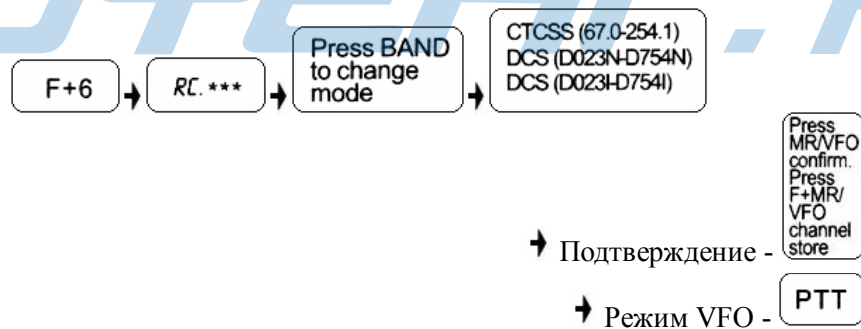 F+6
RC.***
Press BAND
to change
mode
CTCSS (67.0-254.1)
DCS (D023N-D754N)
DCS (D023I-D754I)
Подтверждение -
Press
MR/VFO
confirm.
Press
F+MR/
VFO
channel
store
Режим VFO -
PTT